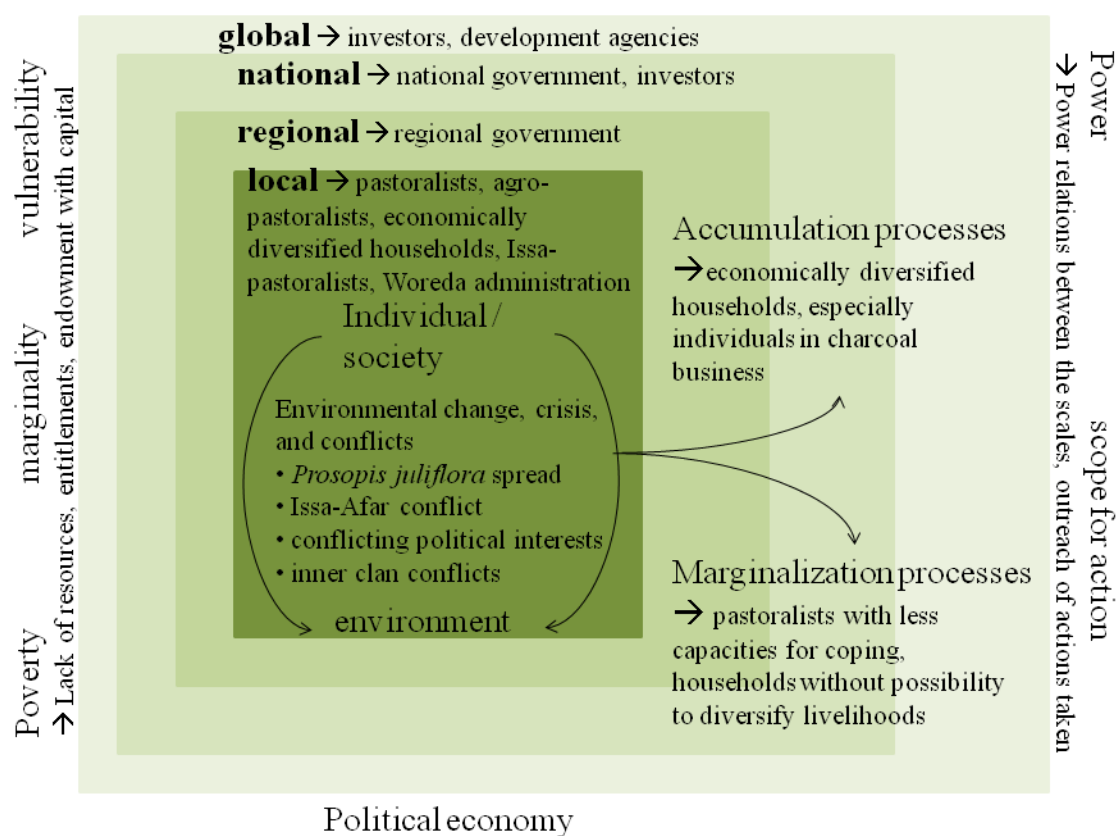 global → investors, development agencies
national → national government, investors
regional → regional government
local → pastoralists, agro-
pastoralists, economically
diversified households, Issa-
pastoralists, Woreda administration
Individual /
society
Environmental change, crisis,
and conflicts
• Prosopis juliflora spread
• Issa-Afar conflict
• conflicting political interests
• inner clan conflicts
environment
Accumulation processes
→economically diversified
households, especially
individuals in charcoal
business
Marginalization processes
→ pastoralists with less
capacities for coping,
households without possibility
to diversify livelihoods
Poverty marginality vulnerability
→ Lack of resources, entitlements, endowment with capital
Power scope for action
→ Power relations between the scales, outreach of actions taken
Political economy